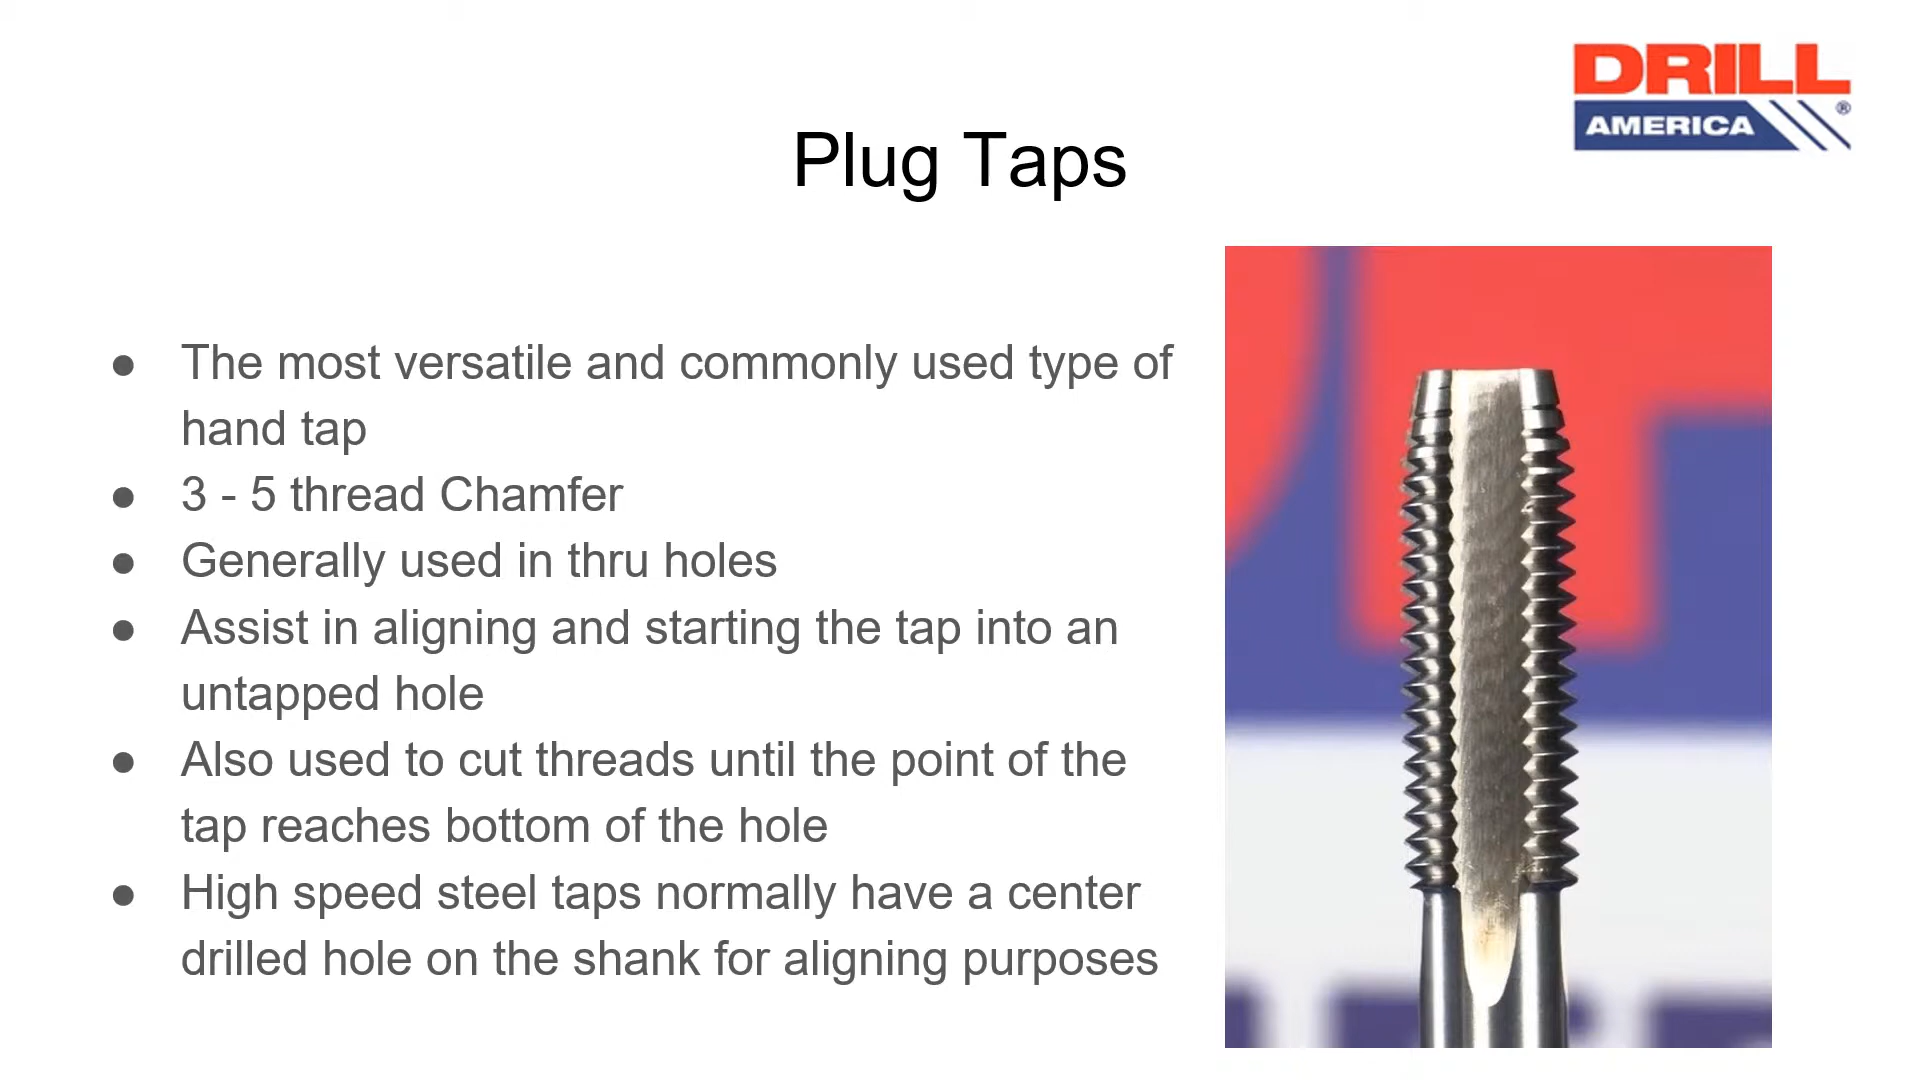 DRILL
AMERICA ®
Plug Taps
● The most versatile and commonly used type of
hand tap
● 3 - 5 thread Chamfer
● Generally used in thru holes
● Assist in aligning and starting the tap into an
untapped hole
● Also used to cut threads until the point of the
tap reaches bottom of the hole
● High speed steel taps normally have a center
drilled hole on the shank for aligning purposes